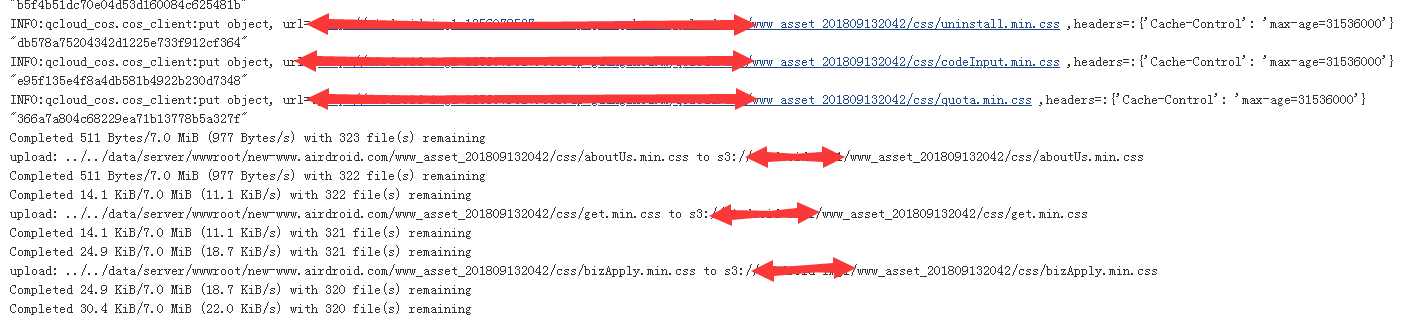 "b5f4b51dc70e04d53d160084c625481b"
INFO:qcloud_cos.cos_client:put object, url= /www_asset_201809132042/css/uninstall.min.css ,headers=:{'Cache-Control': 'max-age=31536000'}
"db578a75204342d1225e733f912cf364"
INFO:qcloud_cos.cos_client:put object, url /www_asset_201809132042/css/codeInput.min.css ,headers=:{'Cache-Control': 'max-age=31536000'}
"e95f135e4f8a4db581b4922b230d7348"
INFO:qcloud_cos.cos_client:put object, url= /www_asset_201809132042/css/quota.min.css ,headers=:{'Cache-Control': 'max-age=31536000'}
"366a7a804c68229ea71b13778b5a327f"
Completed 511 Bytes/7.0 MiB (977 Bytes/s) with 323 file(s) remaining
upload: ../../data/server/wwwroot/new-www.airdroid.com/www_asset_201809132042/css/aboutUs.min.css to s3:// /www_asset_201809132042/css/aboutUs.min.css
Completed 511 Bytes/7.0 MiB (977 Bytes/s) with 322 file(s) remaining
Completed 14.1 KiB/7.0 MiB (11.1 KiB/s) with 322 file(s) remaining
upload: ../../data/server/wwwroot/new-www.airdroid.com/www_asset_201809132042/css/get.min.css to s3:/ /www_asset_201809132042/css/get.min.css
Completed 14.1 KiB/7.0 MiB (11.1 KiB/s) with 321 file(s) remaining
Completed 24.9 KiB/7.0 MiB (18.7 KiB/s) with 321 file(s) remaining
upload: ../../data/server/wwwroot/new-www.airdroid.com/www_asset_201809132042/css/bizApply.min.css to s3:// /www_asset_201809132042/css/bizApply.min.css
Completed 24.9 KiB/7.0 MiB (18.7 KiB/s) with 320 file(s) remaining
Completed 30.4 KiB/7.0 MiB (22.0 KiB/s) with 320 file(s) remaining